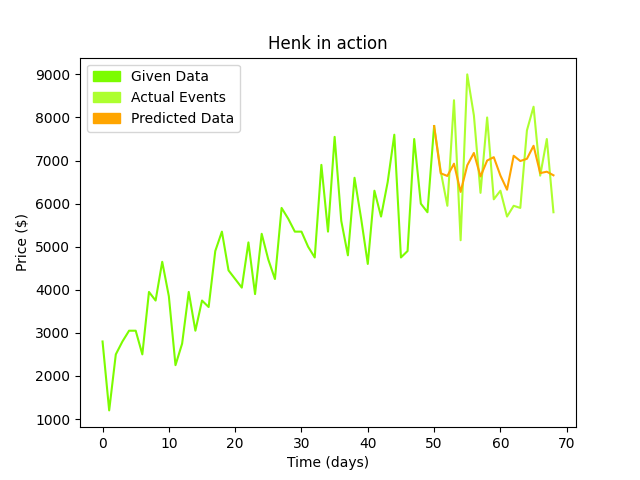 Henk in action
Given Data
Actual Events
Predicted Data
Price ($)
9000
8000
7000
6000
5000
4000
3000
2000
1000
0 10 20 30 40 50 60 70
Time (days)